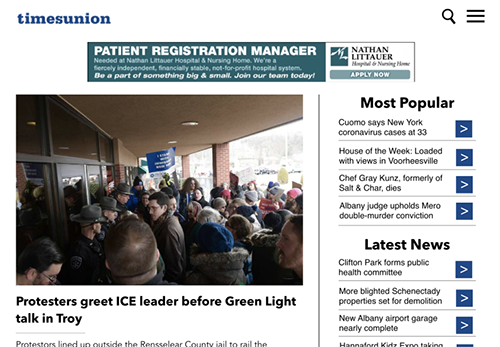 timesunion
PATIENT REGISTRATION MANAGER
Needed at Nathan Littauer Hospital & Nursing Home. We're a
fiercely independent, financially stable, not-for-profit hospital system.
Be a part of something big & small. Join our team today!
NATHAN
LITTAUER
Hospital & Nursing Home
APPLY NOW
Protesters greet ICE leader before Green Light
talk in Troy
Protestors lined up outside the Rensselear County jail to rail the
Most Popular
Cuomo says New York
coronavirus cases at 33
>
House of the Week: Loaded
with views in Voorheesville
>
Chef Gray Kunz, formerly of
Salt & Char, dies
>
Albany judge upholds Mero
double-murder conviction
>
Latest News
Clifton Park forms public
health committee
>
More blighted Schenectady
properties set for demolition
>
New Albany airport garage
nearly complete
>
Hannaford Kidz Expo taking